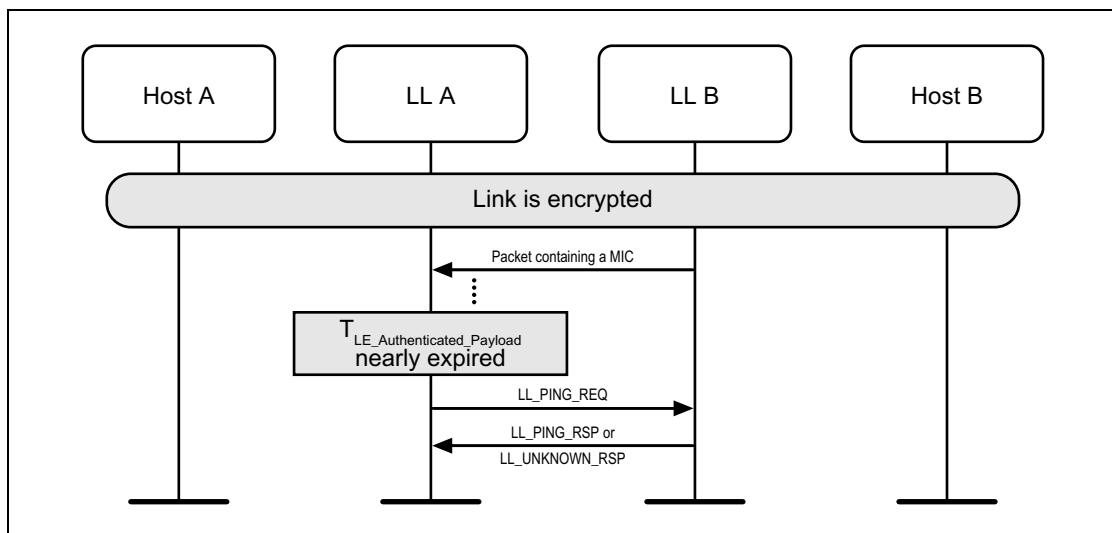 Host A
LL A
LL B
Host B
Link is encrypted
Packet containing a MIC
T LE_Authenticated_Payload
nearly expired
LL_PING_REQ
LL_PING_RSP or
LL_UNKNOWN_RSP